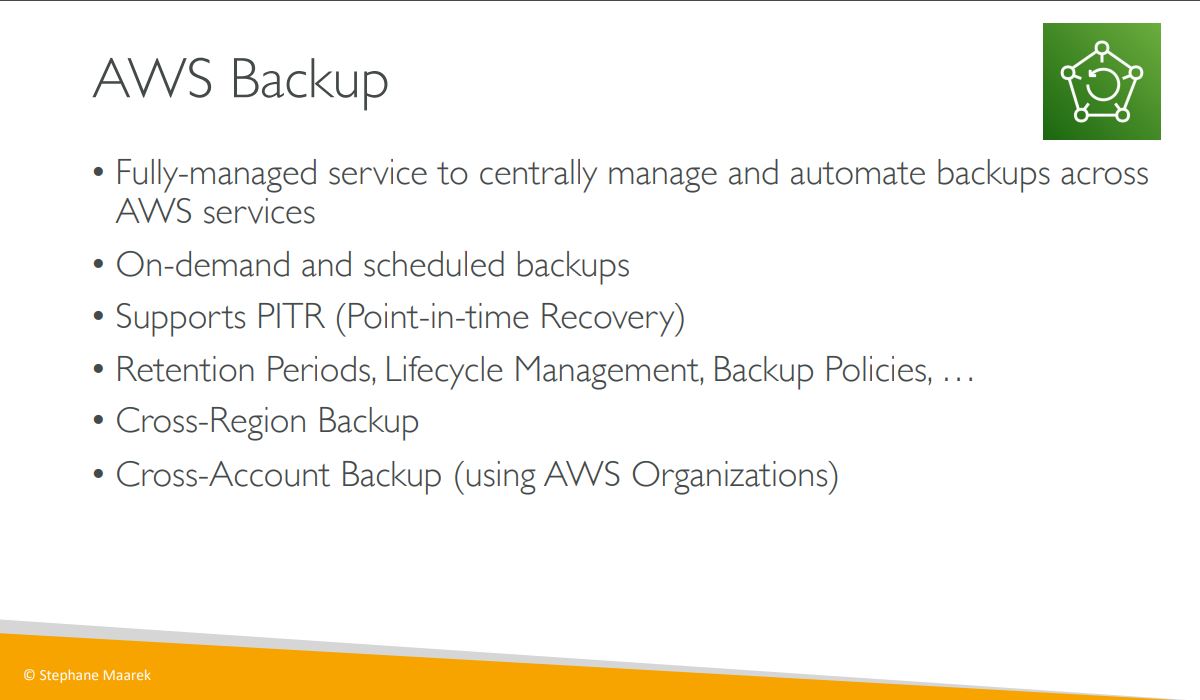 AWS Backup
• Fully-managed service to centrally manage and automate backups across
AWS services
• On-demand and scheduled backups
• Supports PITR (Point-in-time Recovery)
• Retention Periods, Lifecycle Management, Backup Policies, …
• Cross-Region Backup
• Cross-Account Backup (using AWS Organizations)
© Stephane Maarek